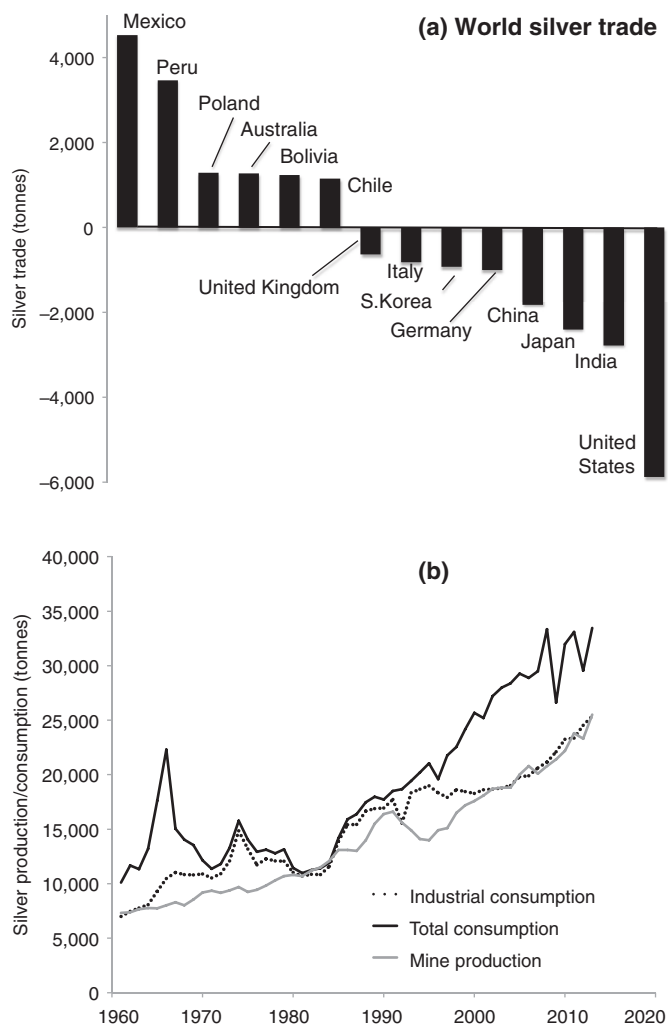 (a) World silver trade
Mexico
Peru
Poland
Australia
Bolivia
Chile
United Kingdom
Italy
S.Korea
Germany
China
Japan
India
United
States
Silver trade (tonnes)
4,000
2,000
0
–2,000
–4,000
–6,000
(b)
Silver production/consumption (tonnes)
40,000
35,000
30,000
25,000
20,000
15,000
10,000
5,000
0
Industrial consumption
Total consumption
Mine production
1960 1970 1980 1990 2000 2010 2020